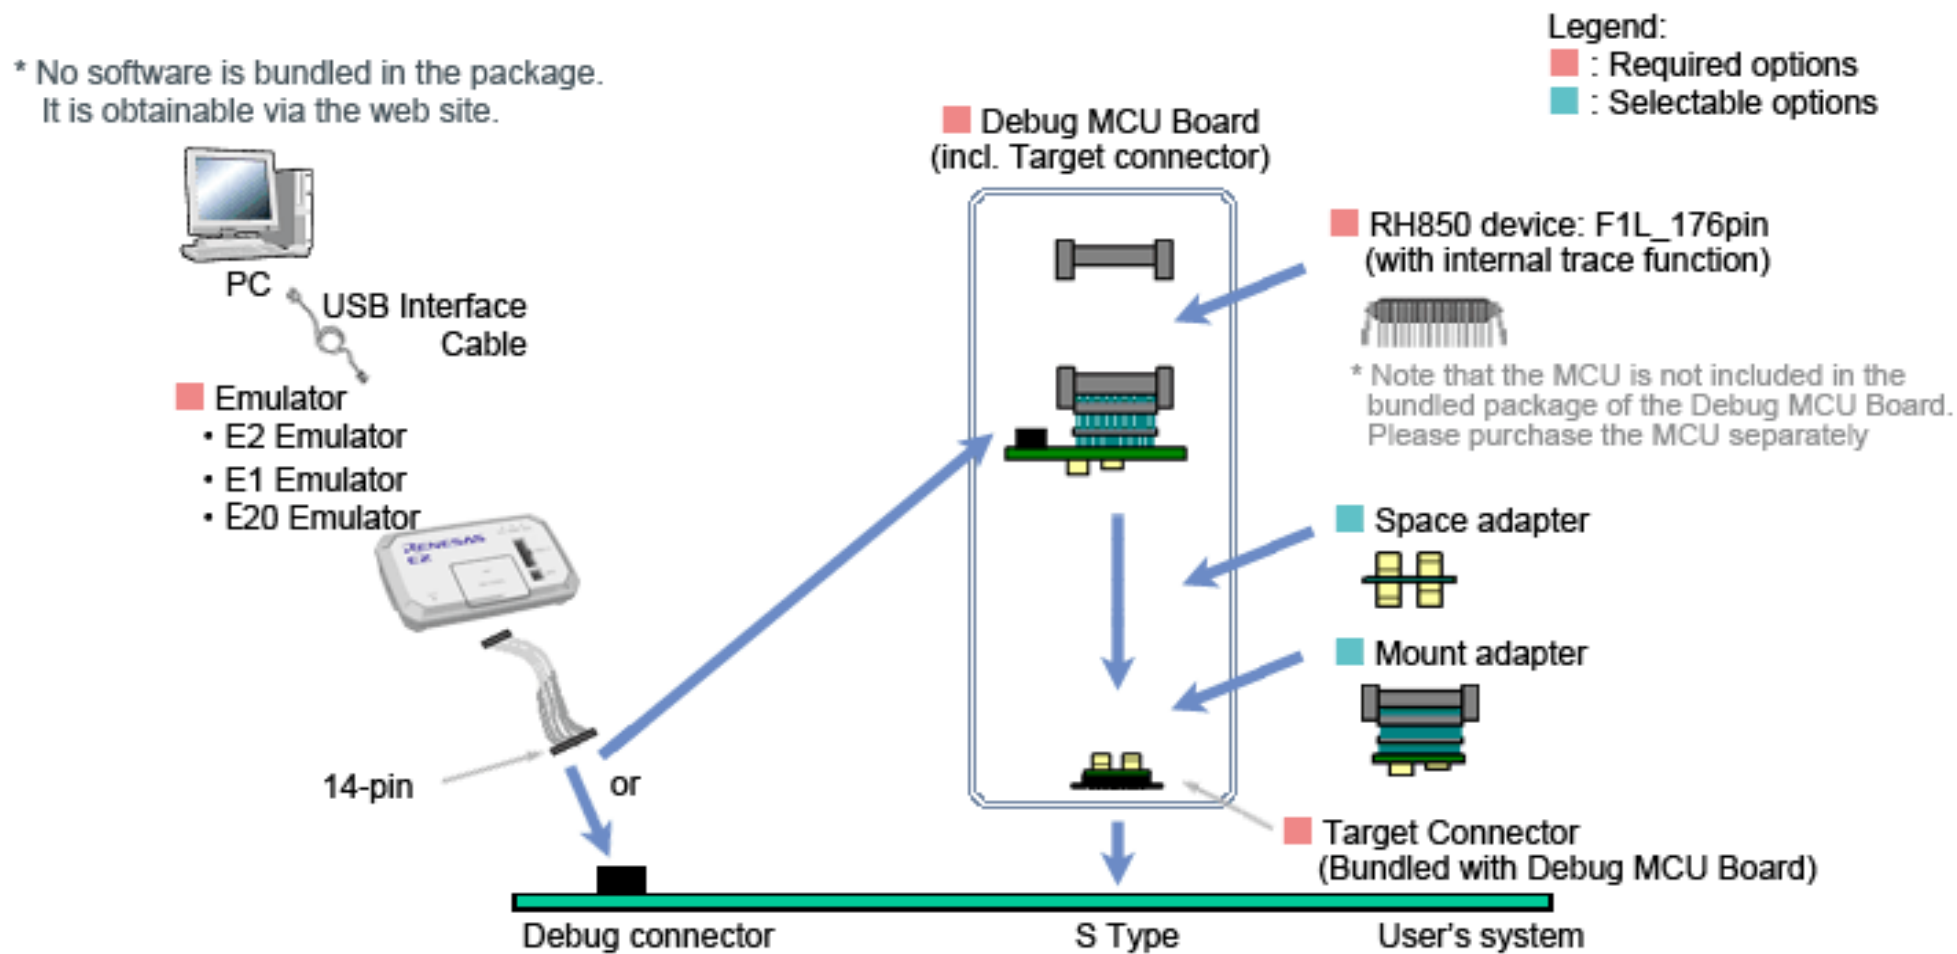 * No software is bundled in the package.
It is obtainable via the web site.
Legend:
: Required options
: Selectable options
Debug MCU Board
(incl. Target connector)
RH850 device: F1L_176pin
(with internal trace function)
* Note that the MCU is not included in the
bundled package of the Debug MCU Board.
Please purchase the MCU separately
PC
USB Interface
Cable
Emulator
・E2 Emulator
・E1 Emulator
・E20 Emulator
RENESAS
E2
Space adapter
Mount adapter
14-pin
or
Target Connector
(Bundled with Debug MCU Board)
Debug connector
S Type
User's system